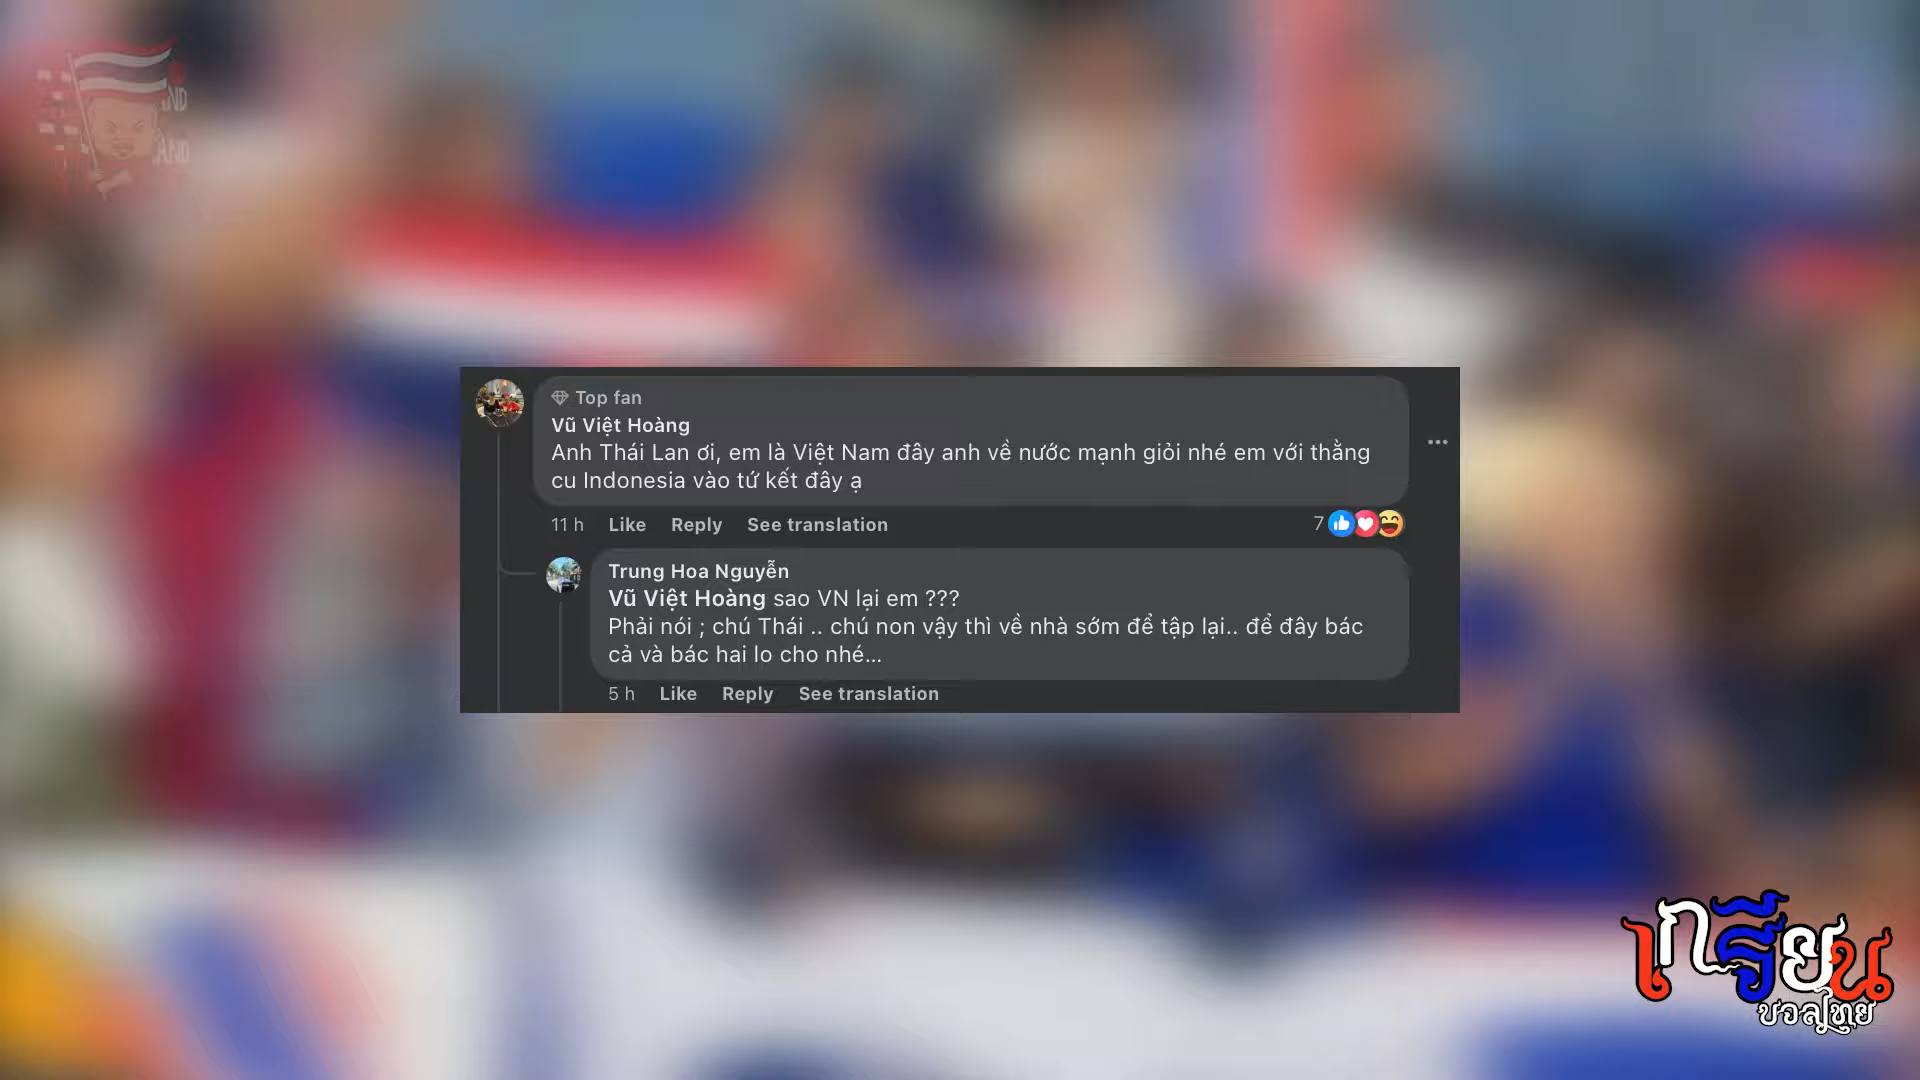 Top fan
Vũ Việt Hoàng
Anh Thái Lan ơi, em là Việt Nam đây anh về nước mạnh giỏi nhé em với thằng
cu Indonesia vào tứ kết đây ạ
11 h Like Reply See translation 7
Trung Hoa Nguyễn
Vũ Việt Hoàng sao VN lại em ???
Phải nói ; chú Thái .. chú non vậy thì về nhà sớm để tập lại.. để đây bác
cả và bác hai lo cho nhé...
5 h Like Reply See translation
เกรียน
บอลไทย